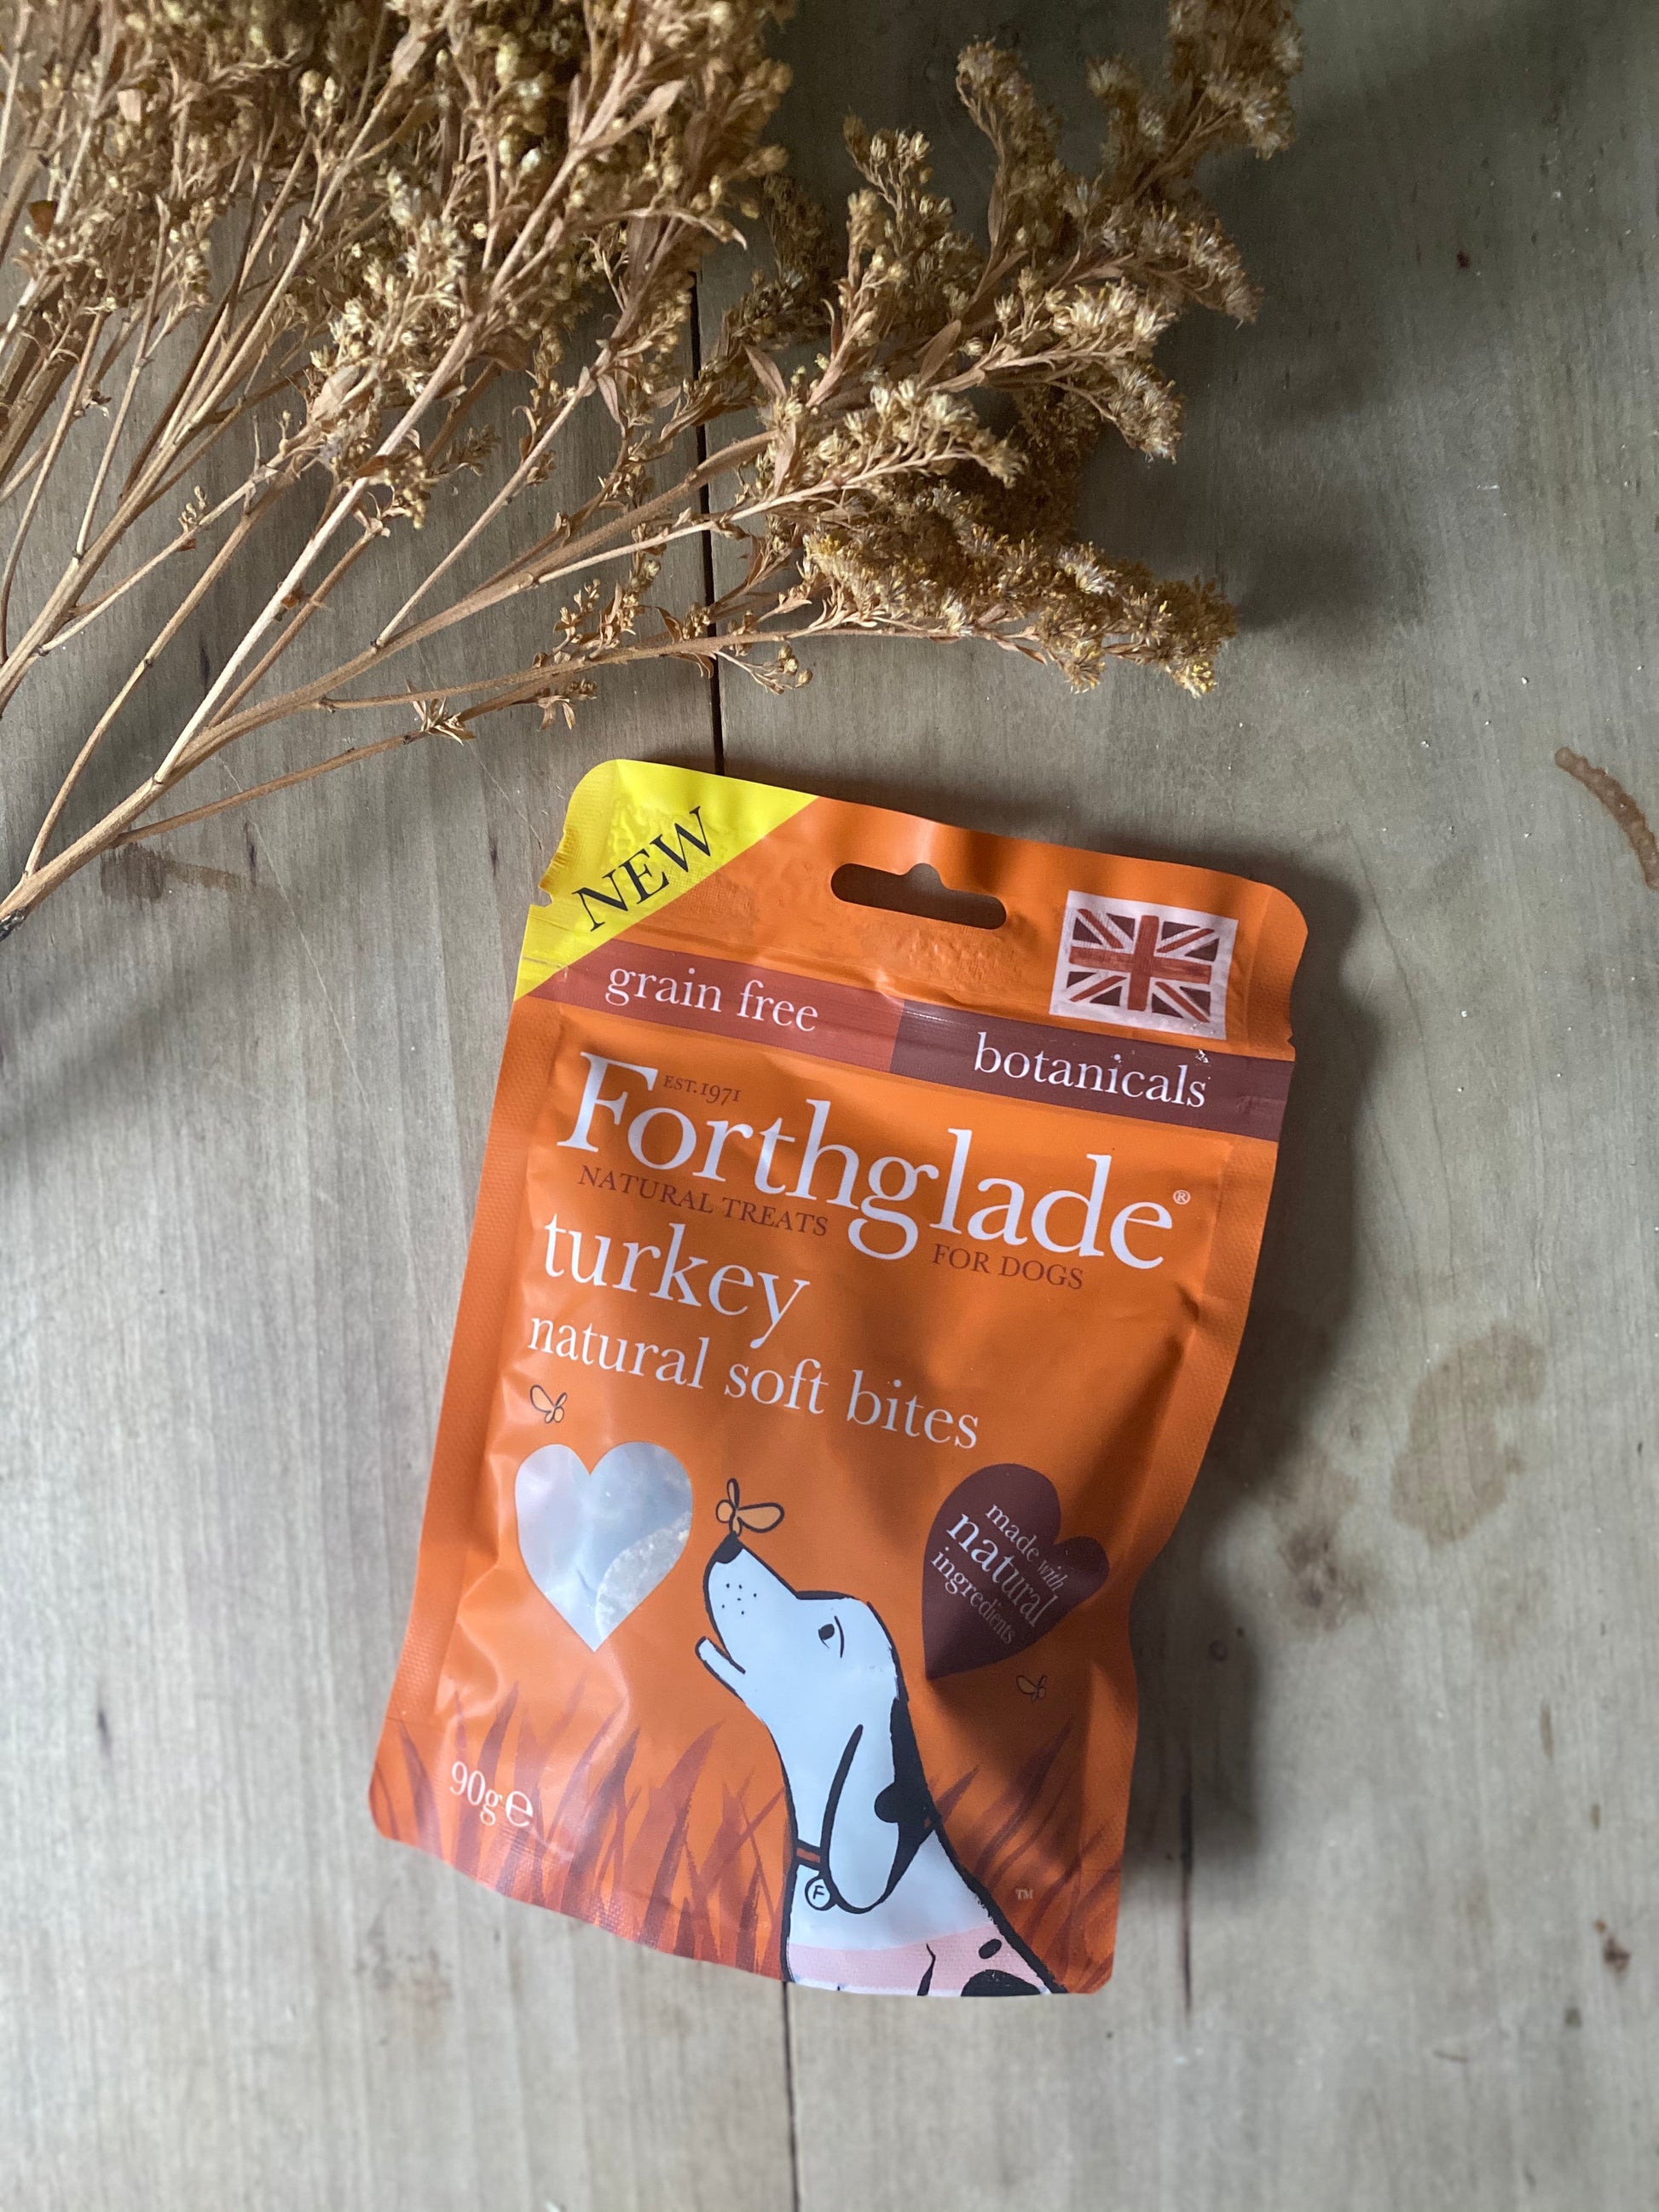 NEW
grain free
botanicals
EST.1971
Forthglade®
NATURAL TREATS
FOR DOGS
turkey
natural soft bites
made with
natural
ingredients
90g℮
F
TM